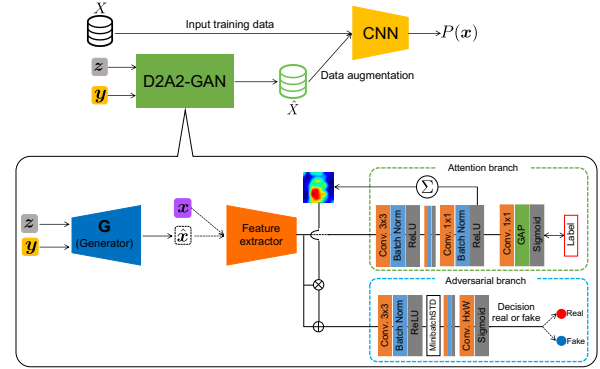 X
Input training data
CNN
P(x)
z
y
D2A2-GAN
X̂
Data augmentation
Attention branch
Σ
z
y
G
(Generator)
x
x̂
Feature
extractor
Conv. 3x3
Batch Norm
ReLU
Conv. 1x1
Batch Norm
ReLU
Conv. 1x1
GAP
Sigmoid
Label
Adversarial branch
Conv. 3x3
Batch Norm
ReLU
MinibatchSTD
Conv. HxW
Sigmoid
Decision
real or fake
Real
Fake